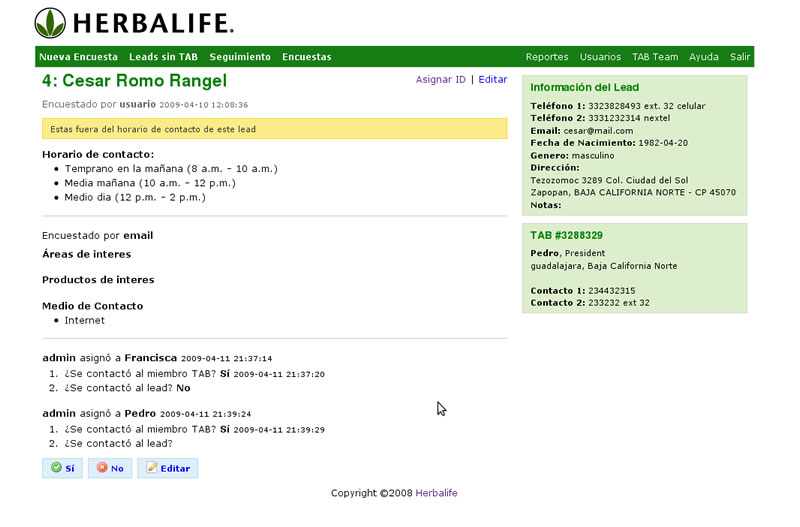 HERBALIFE.
Nueva Encuesta Leads sin TAB Seguimiento Encuestas Reportes Usuarios TAB Team Ayuda Salir
4: Cesar Romo Rangel
Asignar ID | Editar
Encuestado por usuario 2009-04-10 12:08:36
Estas fuera del horario de contacto de este lead
Horario de contacto:
• Temprano en la mañana (8 a.m. – 10 a.m.)
• Media mañana (10 a.m. – 12 p.m.)
• Medio dia (12 p.m. – 2 p.m.)
Encuestado por email
Áreas de interes
Productos de interes
Medio de Contacto
• Internet
admin asignó a Francisca 2009-04-11 21:37:14
1. ¿Se contactó al miembro TAB? Sí 2009-04-11 21:37:20
2. ¿Se contactó al lead? No
admin asignó a Pedro 2009-04-11 21:39:24
1. ¿Se contactó al miembro TAB? Sí 2009-04-11 21:39:29
2. ¿Se contactó al lead?
Sí No Editar
Información del Lead
Teléfono 1: 3323828493 ext. 32 celular
Teléfono 2: 3331232314 nextel
Email: cesar@mail.com
Fecha de Nacimiento: 1982-04-20
Genero: masculino
Dirección:
Tezozomoc 3289 Col. Ciudad del Sol
Zapopan, BAJA CALIFORNIA NORTE - CP 45070
Notas:
TAB #3288329
Pedro, President
guadalajara, Baja California Norte
Contacto 1: 234432315
Contacto 2: 233232 ext 32
Copyright ©2008 Herbalife